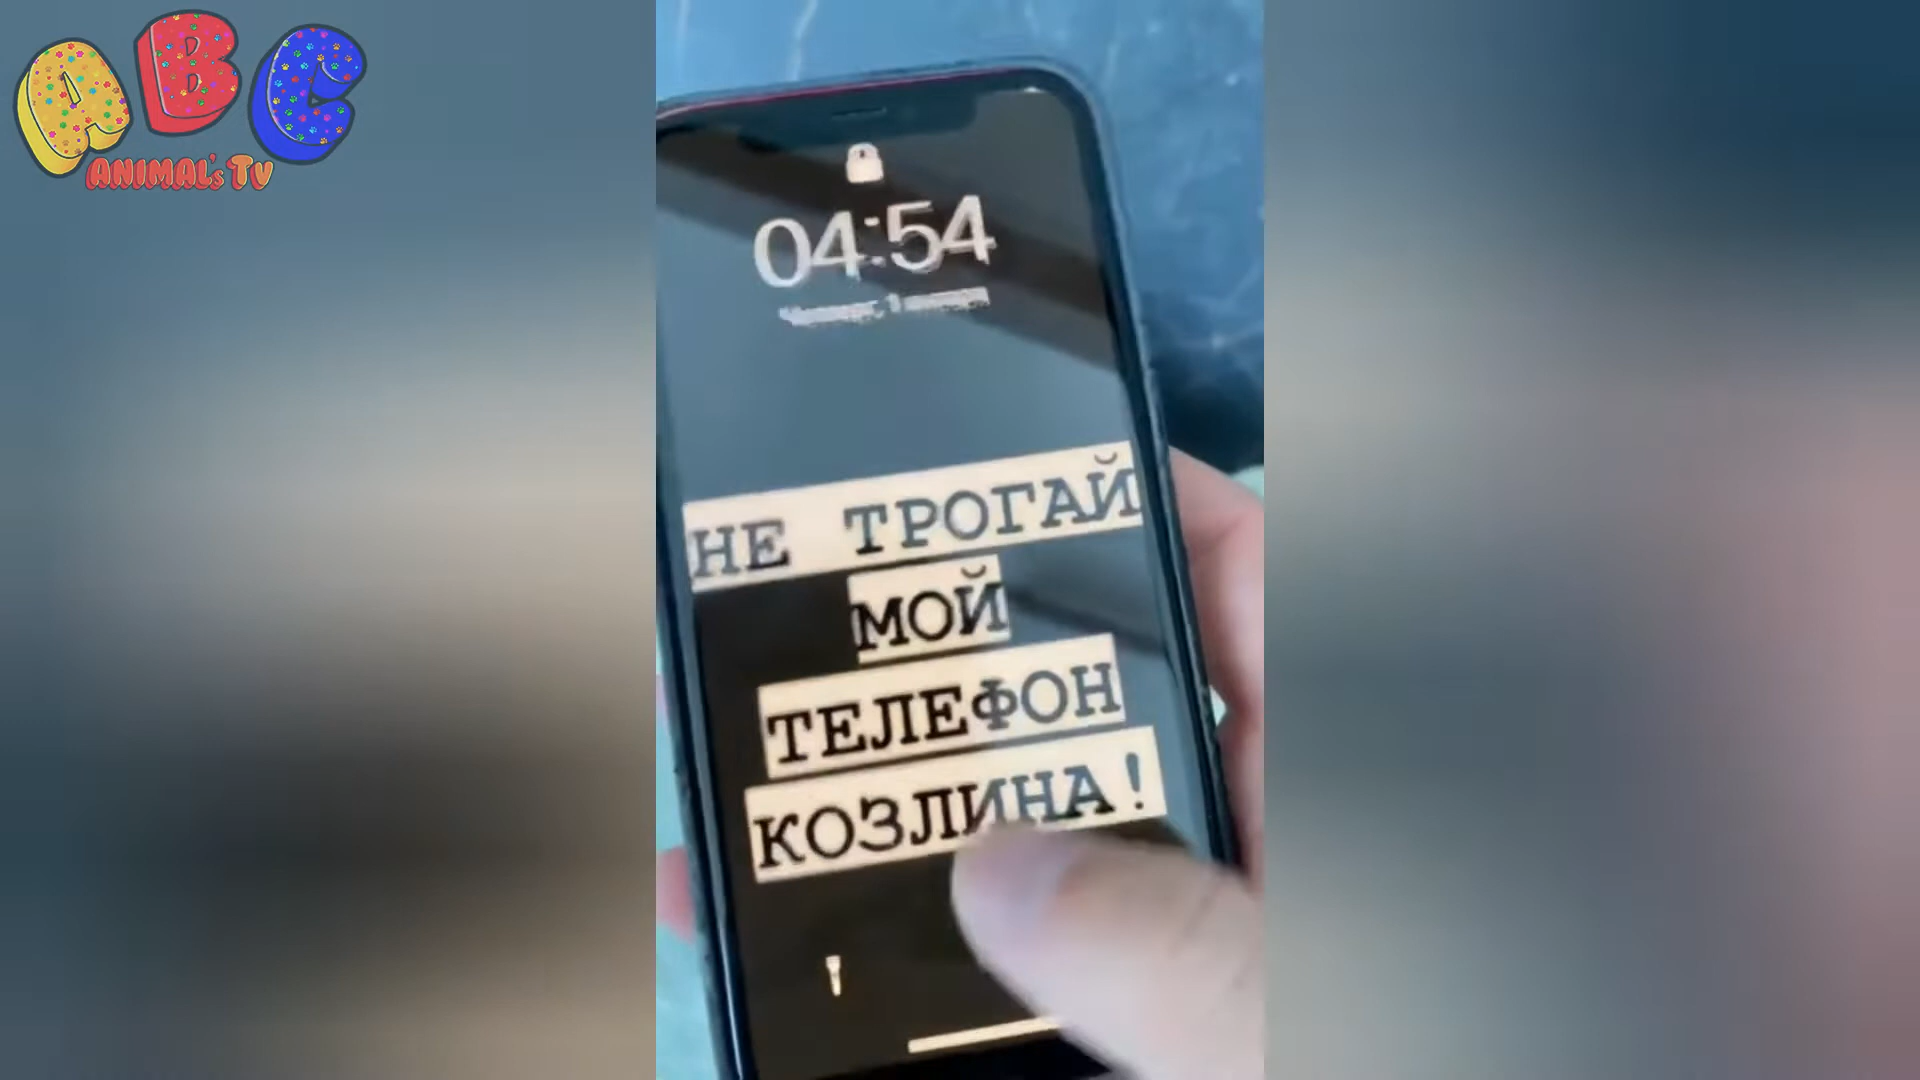 ABC
ANIMAL'S TV
04:54
НЕ ТРОГАЙ
МОЙ
ТЕЛЕФОН
КОЗЛИНА!